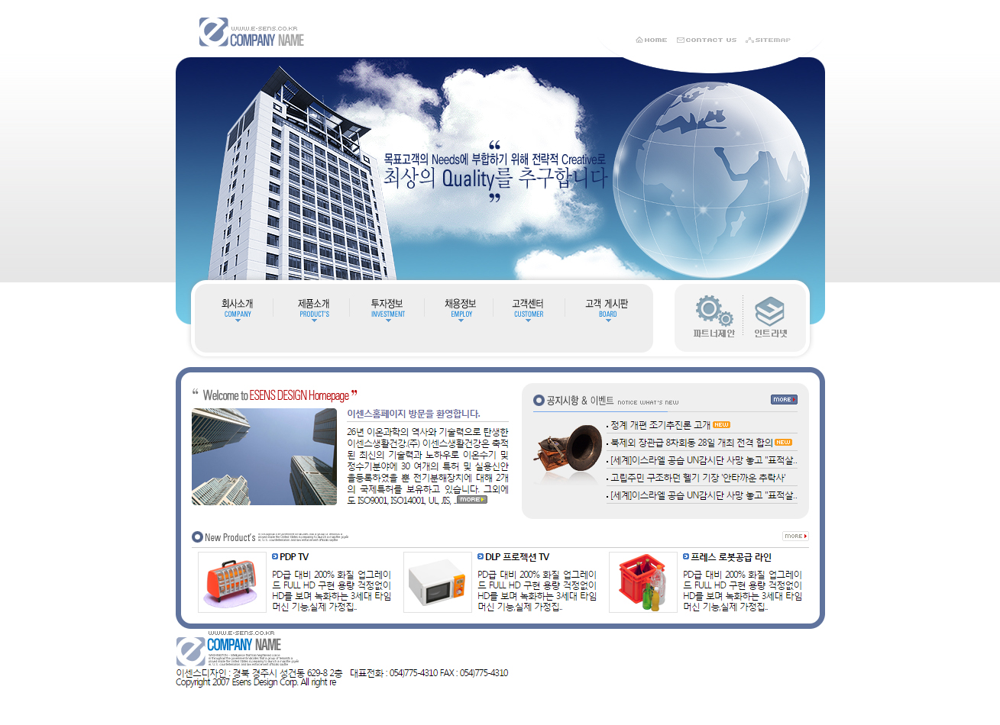 WWW.E-SENS.CO.KR
COMPANY NAME
HOME CONTACT US SITEMAP
“
목표고객의 Needs에 부합하기 위해 전략적 Creative로
최상의 Quality를 추구합니다
”
회사소개 제품소개 투자정보 채용정보 고객센터 고객 게시판
COMPANY PRODUCT'S INVESTMENT EMPLOY CUSTOMER BOARD
파트너제안 인트라넷
“ Welcome to ESENS DESIGN Homepage ”
이센스홈페이지 방문을 환영합니다.
26년 이온과학의 역사와 기술력으로 탄생한
이센스생활건강.(주) 이센스생활건강은 축적
된 최신의 기술력과 노하우로 이온수기 및
정수기분야에 30 여개의 특허 및 실용신안
을등록하였을 뿐 전기분해장치에 대해 2개
의 국제특허를 보유하고 있습니다. 그외에
도 ISO9001, ISO14001, UL, JIS, ... MORE
공지사항 & 이벤트 NOTICE WHAT'S NEW MORE
정계 개편 조기추진론 고개 NEW
북제외 장관급 8차회동 28일 개최 전격 합의 NEW
[세계]이스라엘 공습 UN감시단 사망 놓고 "표적살..
고립주민 구조하던 헬기 기장 '안타까운 추락사'
[세계]이스라엘 공습 UN감시단 사망 놓고 "표적살..
New Product's MORE
PDP TV
PD급 대비 200% 화질 업그레이
드 FULL HD 구현 용량 걱정없이
HD를 보며 녹화하는 3세대 타임
머신 기능,실제 가정집..
DLP 프로젝션 TV
PD급 대비 200% 화질 업그레이
드 FULL HD 구현 용량 걱정없이
HD를 보며 녹화하는 3세대 타임
머신 기능,실제 가정집..
프레스 로봇공급 라인
PD급 대비 200% 화질 업그레이
드 FULL HD 구현 용량 걱정없이
HD를 보며 녹화하는 3세대 타임
머신 기능,실제 가정집..
WWW.E-SENS.CO.KR
COMPANY NAME
이센스디자인 : 경북 경주시 성건동 629-8 2층 대표전화 : 054)775-4310 FAX : 054)775-4310
Copyright 2007 Esens Design Corp. All right re